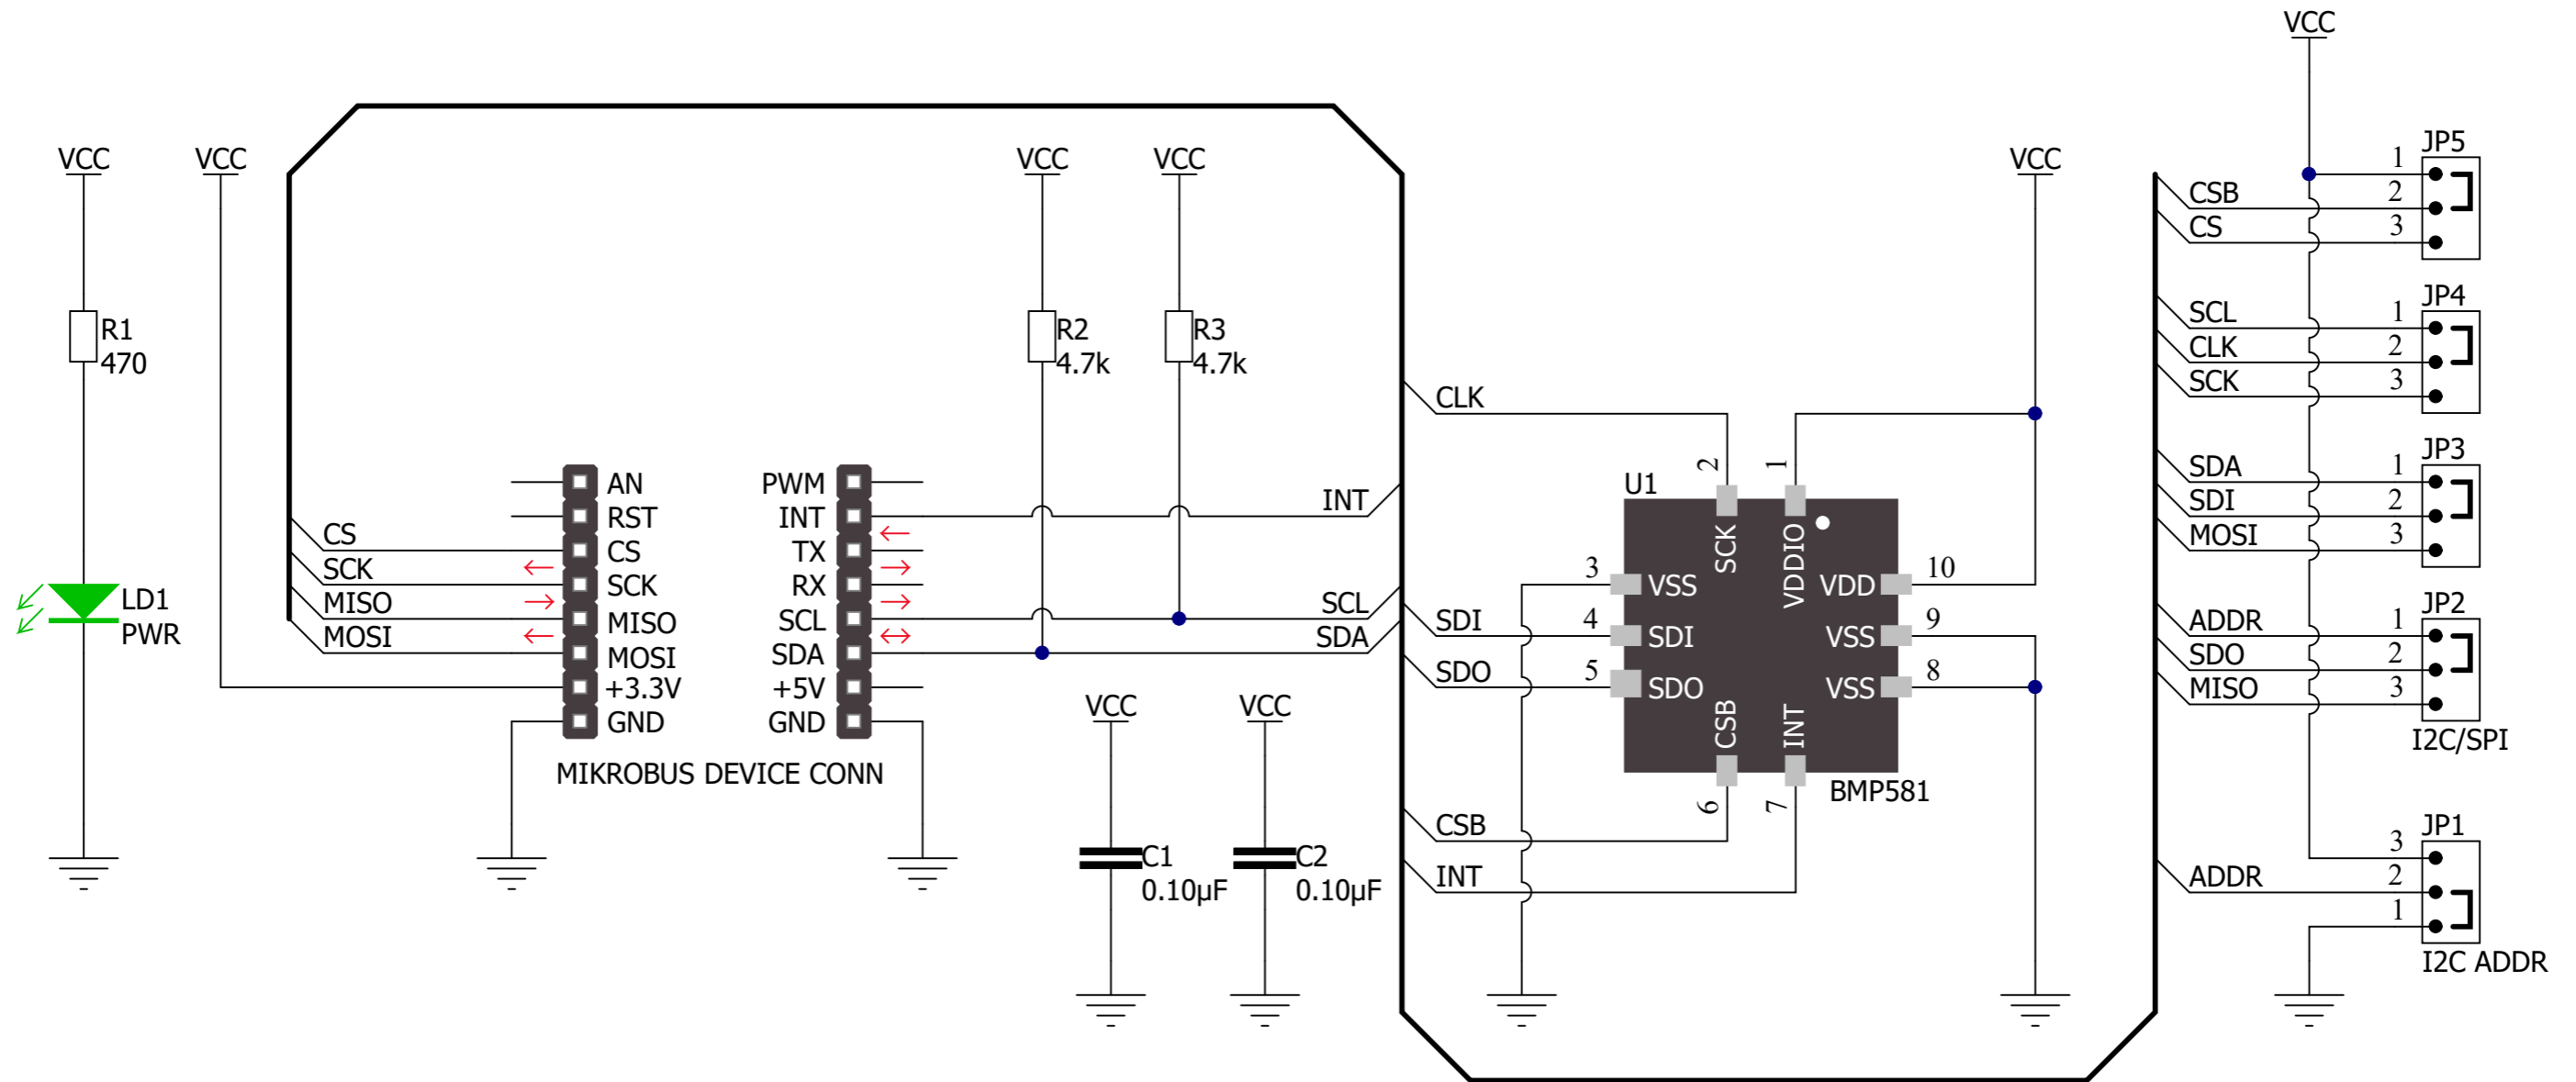 VCC
VCC
VCC
VCC
VCC
VCC
R1
470
R2
4.7k
R3
4.7k
LD1
PWR
CS
SCK
MISO
MOSI
AN
RST
CS
SCK
MISO
MOSI
+3.3V
GND
PWM
INT
TX
RX
SCL
SDA
+5V
GND
MIKROBUS DEVICE CONN
INT
SCL
SDA
VCC
VCC
C1
0.10µF
C2
0.10µF
CLK
SDI
SDO
CSB
INT
U1
2
1
SCK
VDDIO
3
VSS
4
SDI
5
SDO
VDD
10
VSS
9
VSS
8
CSB
INT
6
7
BMP581
JP5
CSB
CS
1
2
3
JP4
SCL
CLK
SCK
1
2
3
JP3
SDA
SDI
MOSI
1
2
3
JP2
ADDR
SDO
MISO
1
2
3
I2C/SPI
JP1
3
ADDR
2
1
I2C ADDR